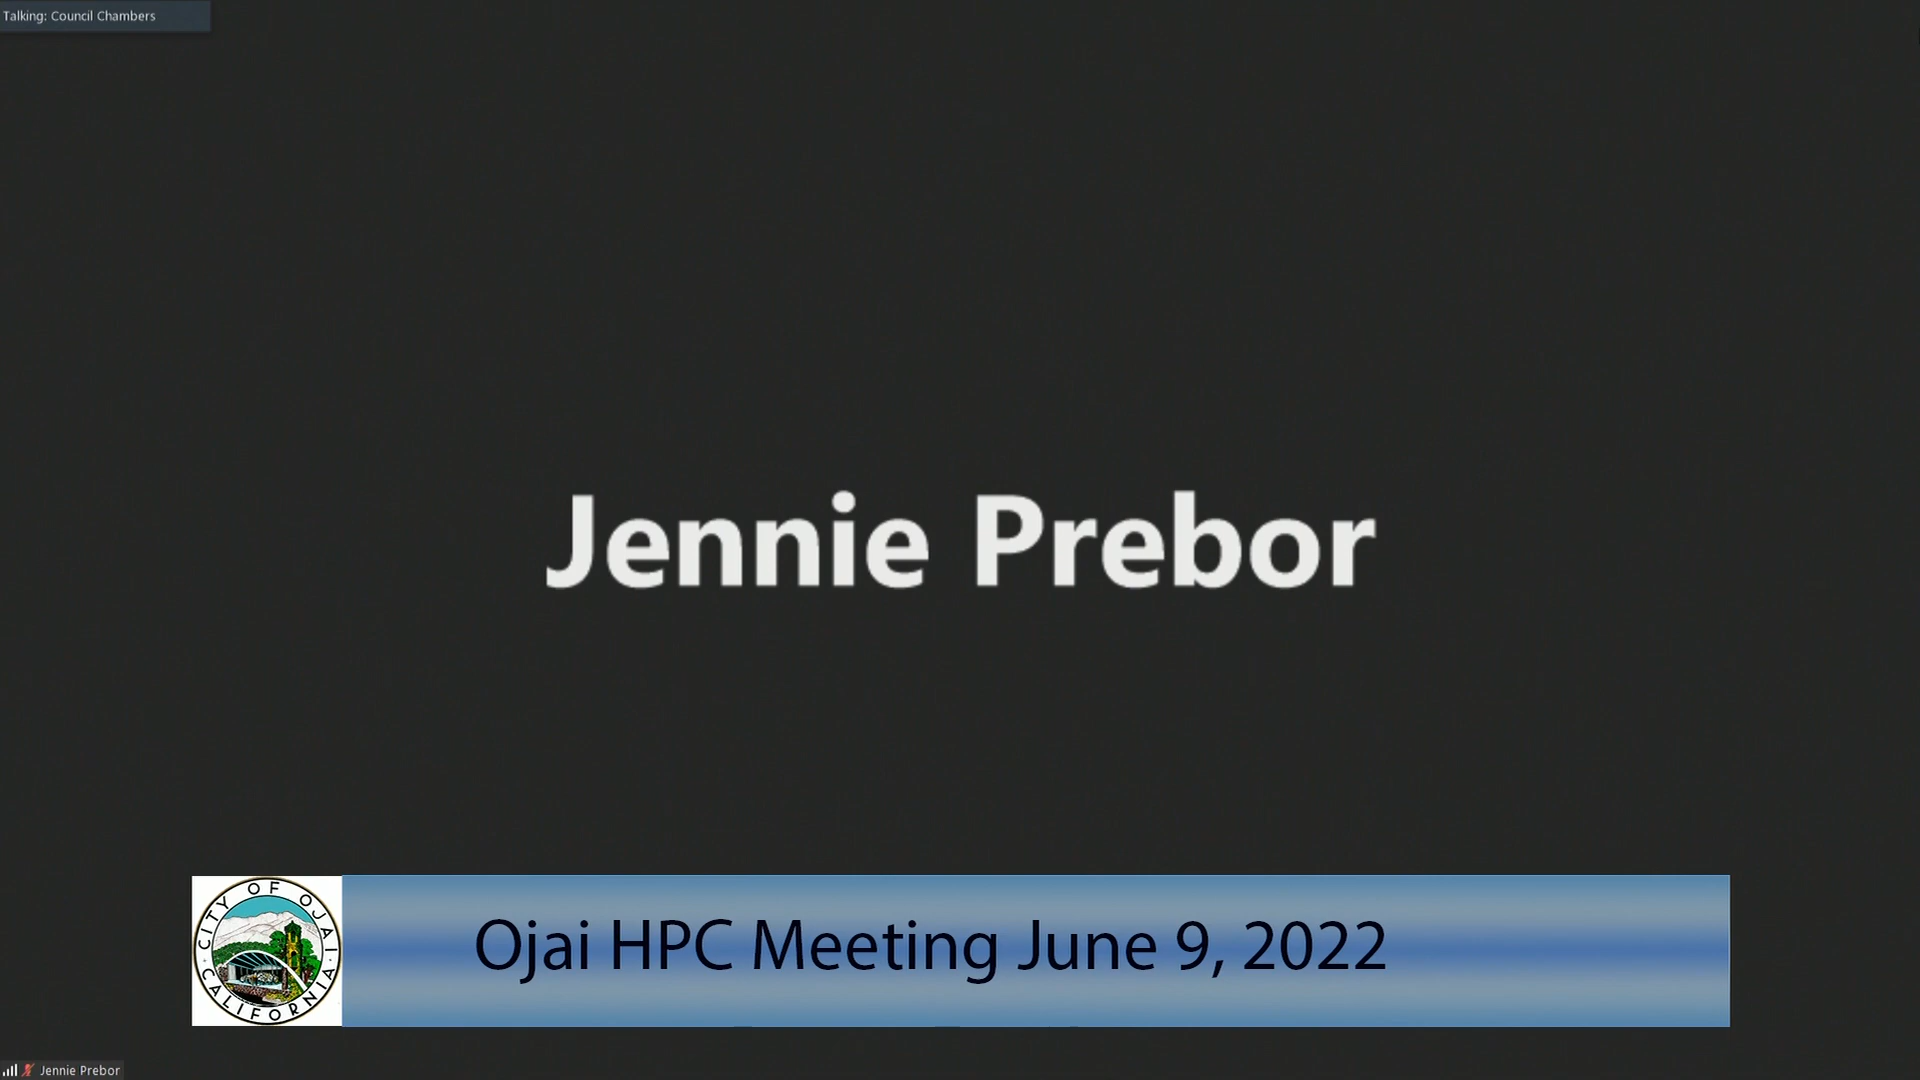 Talking: Council Chambers
Jennie Prebor
CITY OF OJAI
CALIFORNIA
Ojai HPC Meeting June 9, 2022
Jennie Prebor